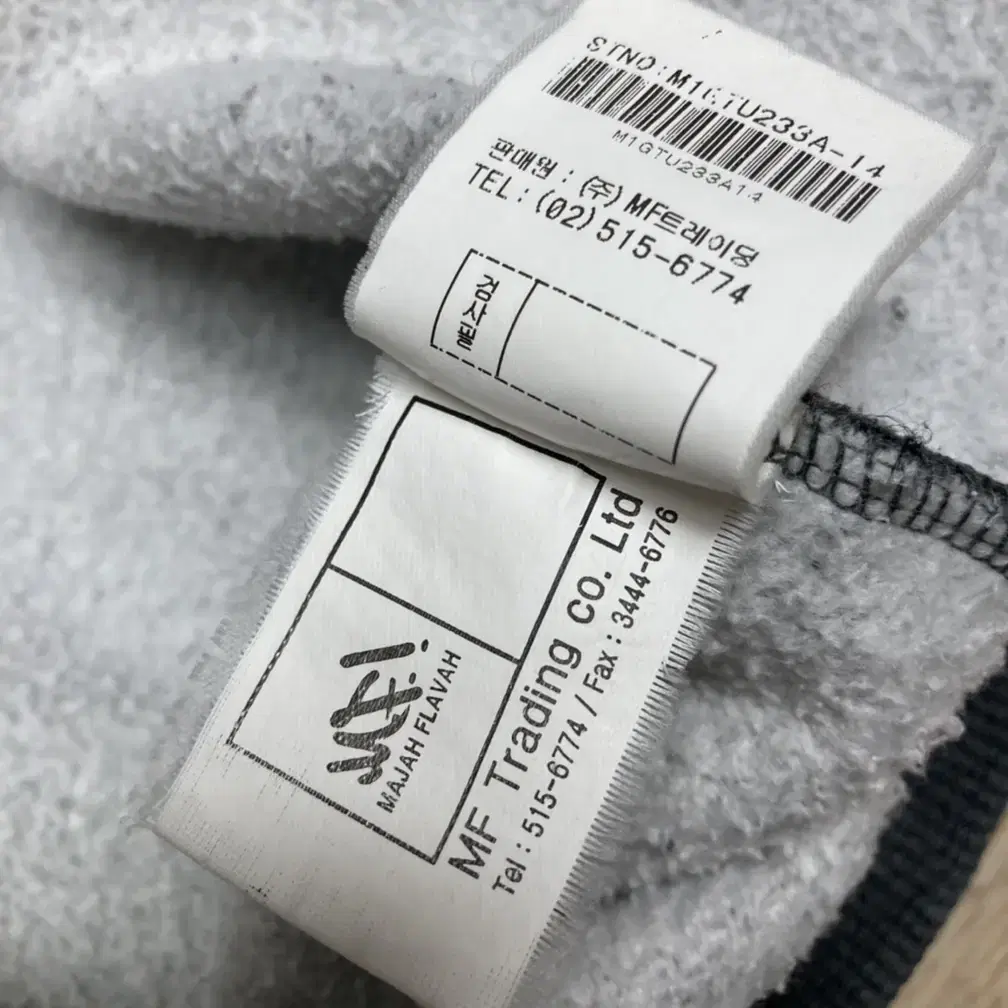 STNO:M1GTU233A-14
M1GTU233A14
판매원 : (주) MF트레이딩
TEL:(02)515-6774
검사필
MF!
MAJAH FLAVAH
MF Trading co. Ltd
Tel : 515-6774 / Fax : 3444-6776